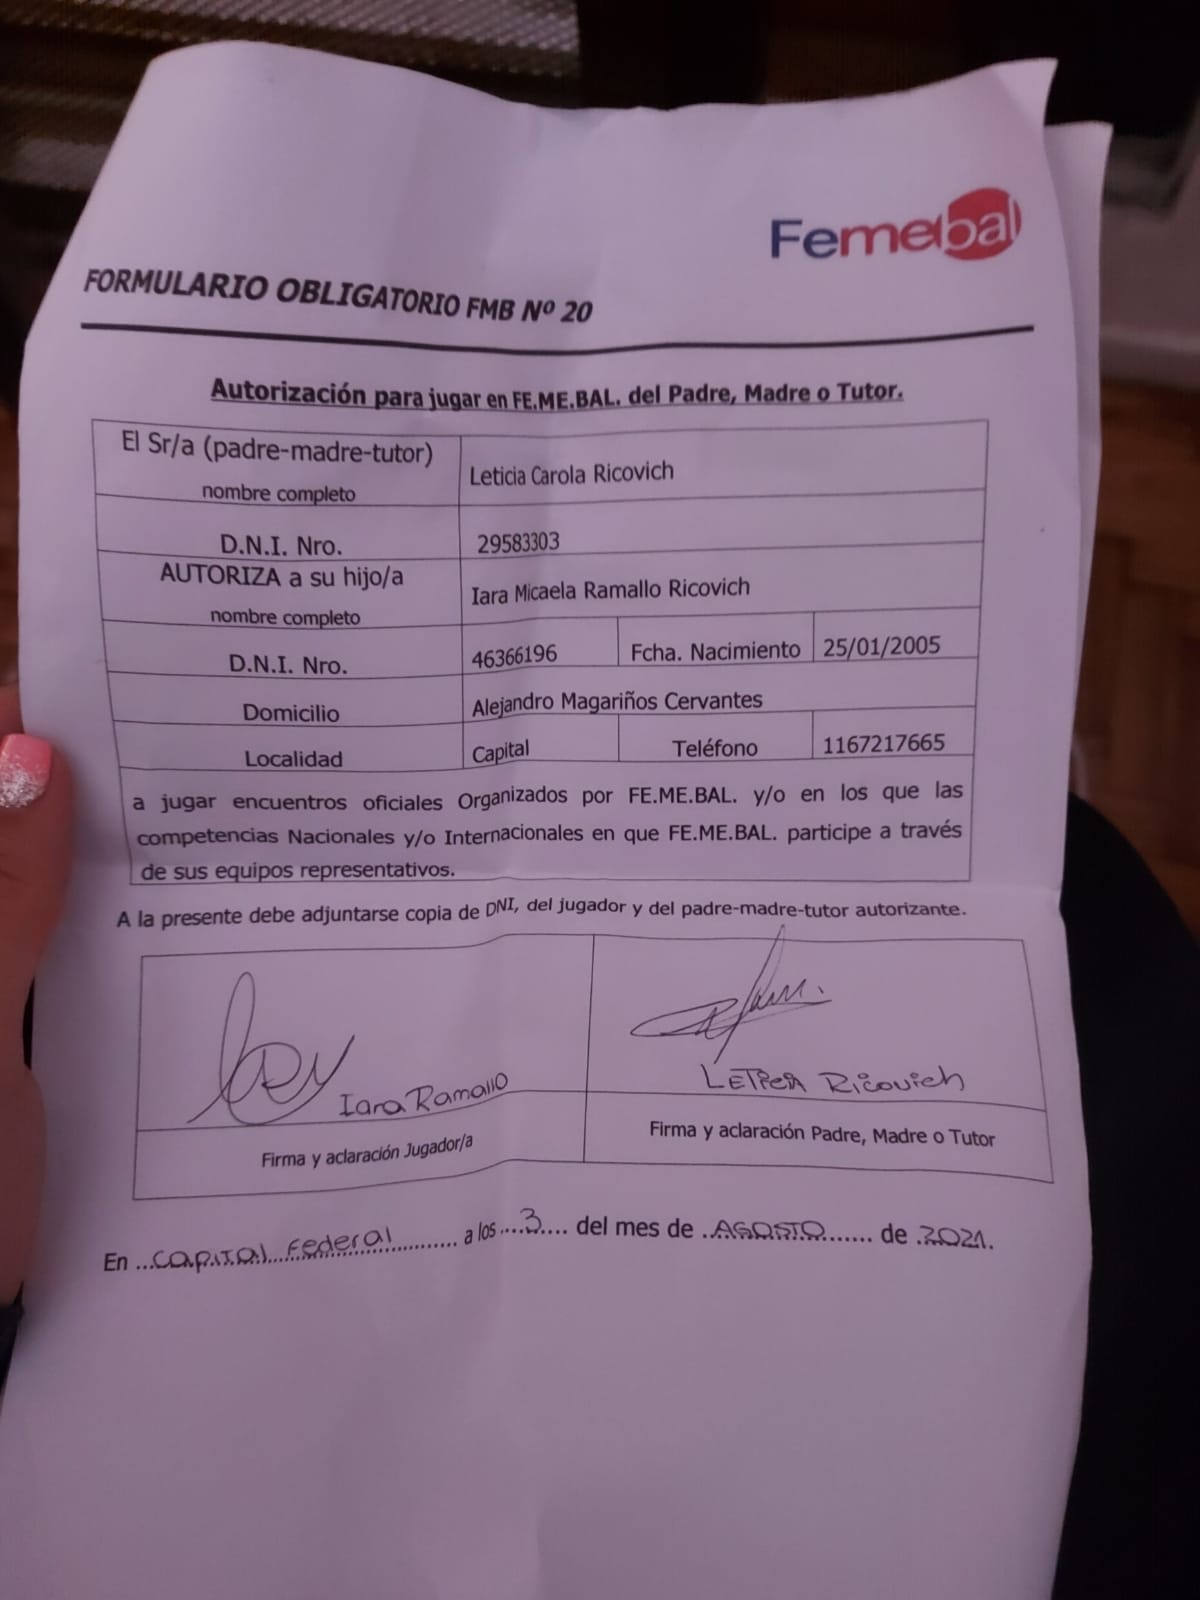 Femebal
FORMULARIO OBLIGATORIO FMB Nº 20
Autorización para jugar en FE.ME.BAL. del Padre, Madre o Tutor.
El Sr/a (padre-madre-tutor)
nombre completo
Leticia Carola Ricovich
D.N.I. Nro.
29583303
AUTORIZA a su hijo/a
nombre completo
Iara Micaela Ramallo Ricovich
D.N.I. Nro.
46366196
Fcha. Nacimiento
25/01/2005
Domicilio
Alejandro Magariños Cervantes
Localidad
Capital
Teléfono
1167217665
a jugar encuentros oficiales Organizados por FE.ME.BAL. y/o en los que las
competencias Nacionales y/o Internacionales en que FE.ME.BAL. participe a través
de sus equipos representativos.
A la presente debe adjuntarse copia de DNI, del jugador y del padre-madre-tutor autorizante.
Iara Ramallo
Firma y aclaración Jugador/a
LETICIA Ricovich
Firma y aclaración Padre, Madre o Tutor
En ...Capital Federal............ a los ....3.... del mes de .AGOSTO....... de .2021.